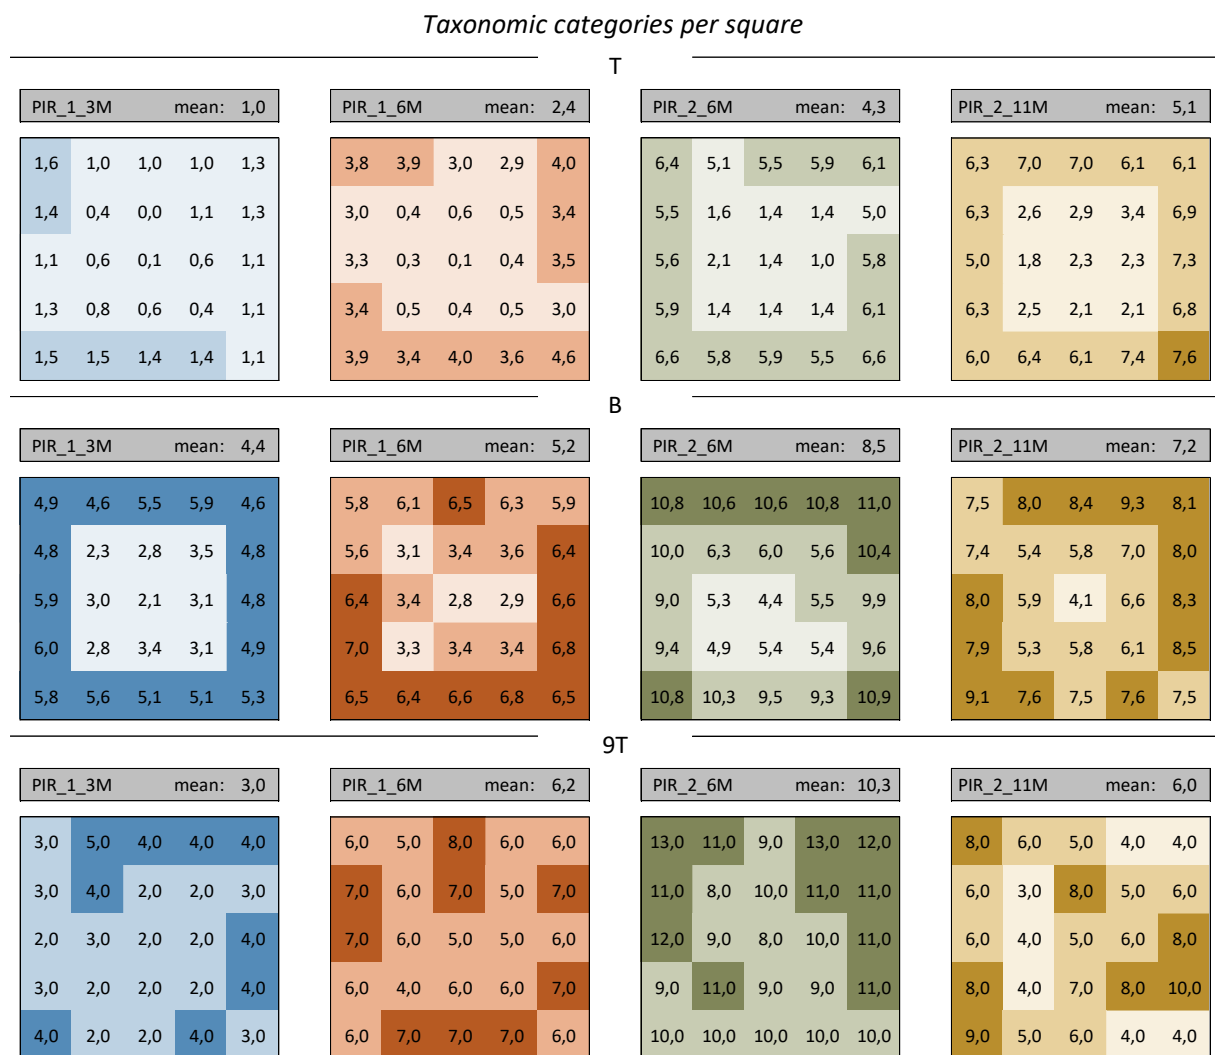 Taxonomic categories per square
T
PIR_1_3M mean: 1,0 PIR_1_6M mean: 2,4 PIR_2_6M mean: 4,3 PIR_2_11M mean: 5,1
1,6 1,0 1,0 1,0 1,3 3,8 3,9 3,0 2,9 4,0 6,4 5,1 5,5 5,9 6,1 6,3 7,0 7,0 6,1 6,1
1,4 0,4 0,0 1,1 1,3 3,0 0,4 0,6 0,5 3,4 5,5 1,6 1,4 1,4 5,0 6,3 2,6 2,9 3,4 6,9
1,1 0,6 0,1 0,6 1,1 3,3 0,3 0,1 0,4 3,5 5,6 2,1 1,4 1,0 5,8 5,0 1,8 2,3 2,3 7,3
1,3 0,8 0,6 0,4 1,1 3,4 0,5 0,4 0,5 3,0 5,9 1,4 1,4 1,4 6,1 6,3 2,5 2,1 2,1 6,8
1,5 1,5 1,4 1,4 1,1 3,9 3,4 4,0 3,6 4,6 6,6 5,8 5,9 5,5 6,6 6,0 6,4 6,1 7,4 7,6
B
PIR_1_3M mean: 4,4 PIR_1_6M mean: 5,2 PIR_2_6M mean: 8,5 PIR_2_11M mean: 7,2
4,9 4,6 5,5 5,9 4,6 5,8 6,1 6,5 6,3 5,9 10,8 10,6 10,6 10,8 11,0 7,5 8,0 8,4 9,3 8,1
4,8 2,3 2,8 3,5 4,8 5,6 3,1 3,4 3,6 6,4 10,0 6,3 6,0 5,6 10,4 7,4 5,4 5,8 7,0 8,0
5,9 3,0 2,1 3,1 4,8 6,4 3,4 2,8 2,9 6,6 9,0 5,3 4,4 5,5 9,9 8,0 5,9 4,1 6,6 8,3
6,0 2,8 3,4 3,1 4,9 7,0 3,3 3,4 3,4 6,8 9,4 4,9 5,4 5,4 9,6 7,9 5,3 5,8 6,1 8,5
5,8 5,6 5,1 5,1 5,3 6,5 6,4 6,6 6,8 6,5 10,8 10,3 9,5 9,3 10,9 9,1 7,6 7,5 7,6 7,5
9T
PIR_1_3M mean: 3,0 PIR_1_6M mean: 6,2 PIR_2_6M mean: 10,3 PIR_2_11M mean: 6,0
3,0 5,0 4,0 4,0 4,0 6,0 5,0 8,0 6,0 6,0 13,0 11,0 9,0 13,0 12,0 8,0 6,0 5,0 4,0 4,0
3,0 4,0 2,0 2,0 3,0 7,0 6,0 7,0 5,0 7,0 11,0 8,0 10,0 11,0 11,0 6,0 3,0 8,0 5,0 6,0
2,0 3,0 2,0 2,0 4,0 7,0 6,0 5,0 5,0 6,0 12,0 9,0 8,0 10,0 11,0 6,0 4,0 5,0 6,0 8,0
3,0 2,0 2,0 2,0 4,0 6,0 4,0 6,0 6,0 7,0 9,0 11,0 9,0 9,0 11,0 8,0 4,0 7,0 8,0 10,0
4,0 2,0 2,0 4,0 3,0 6,0 7,0 7,0 7,0 6,0 10,0 10,0 10,0 10,0 10,0 9,0 5,0 6,0 4,0 4,0